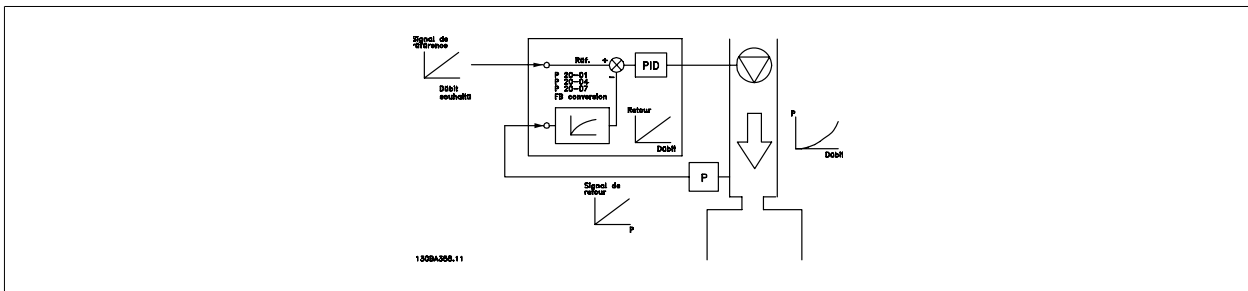 Signal de
référence
Débit
souhaité
Réf.
+
-
PID
P 20-01
P 20-04
P 20-07
FB conversion
Retour
Débit
P
Débit
P
Signal de
retour
P
130BA358.11